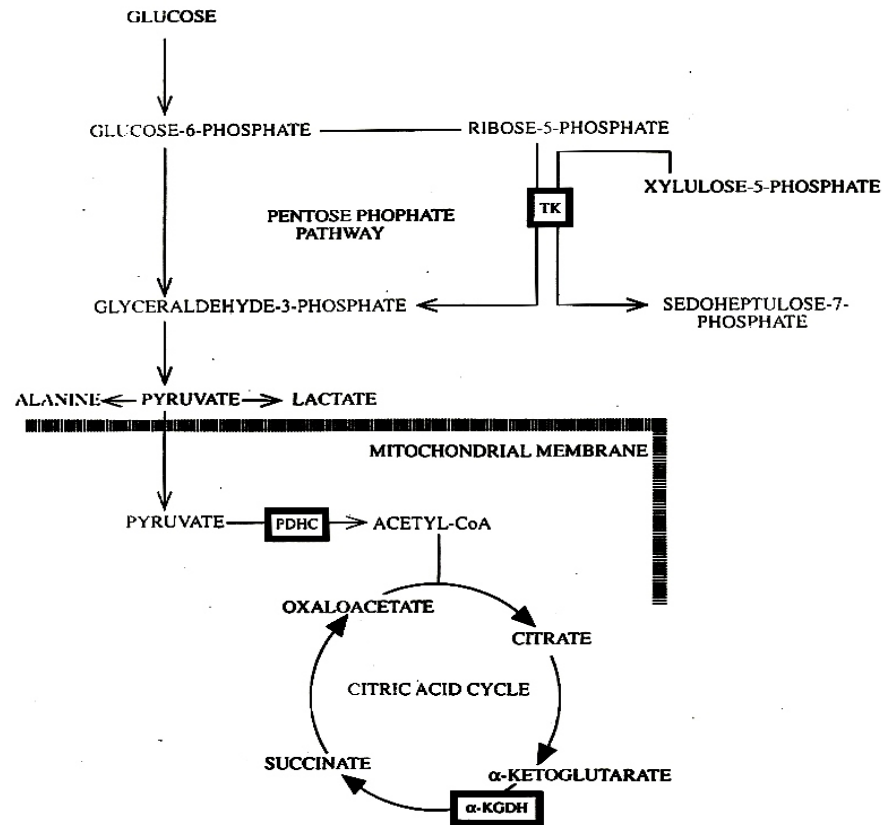 GLUCOSE
GLUCOSE-6-PHOSPHATE RIBOSE-5-PHOSPHATE
XYLULOSE-5-PHOSPHATE
TK
PENTOSE PHOPHATE
PATHWAY
GLYCERALDEHYDE-3-PHOSPHATE SEDOHEPTULOSE-7-
PHOSPHATE
ALANINE PYRUVATE LACTATE
MITOCHONDRIAL MEMBRANE
PYRUVATE PDHC ACETYL-CoA
OXALOACETATE
CITRATE
CITRIC ACID CYCLE
SUCCINATE α-KETOGLUTARATE
α-KGDH